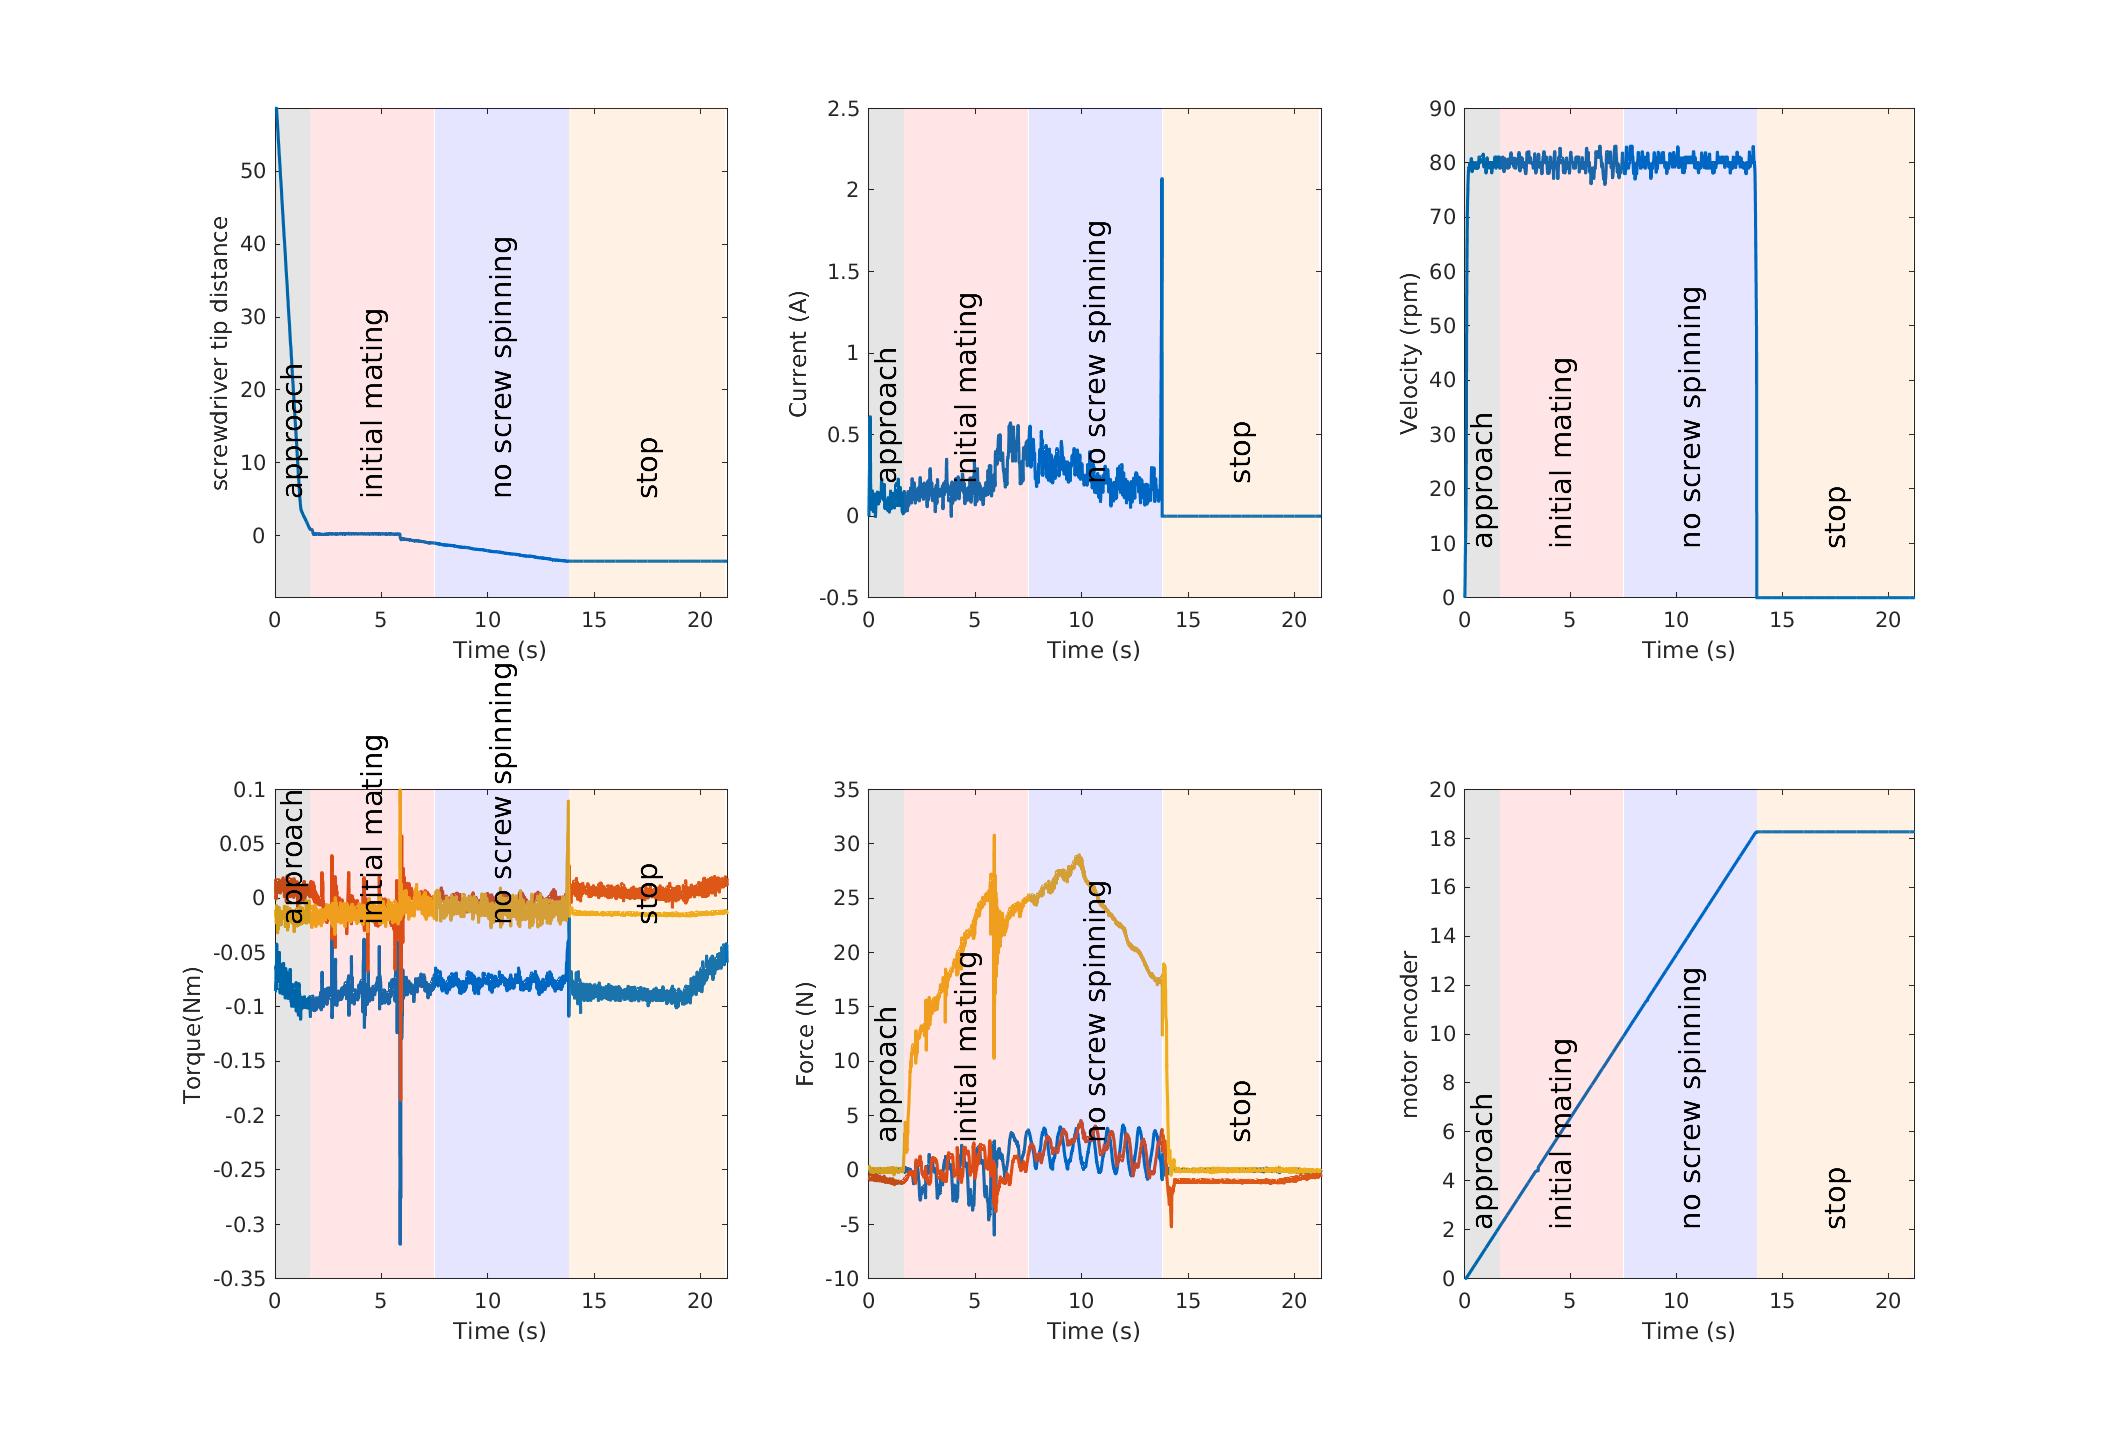 screwdriver tip distance
50
40
30
20
10
0
approach
initial mating
no screw spinning
stop
0
5
10
15
20
Time (s)
Current (A)
2.5
2
1.5
1
0.5
0
-0.5
approach
initial mating
no screw spinning
stop
0
5
10
15
20
Time (s)
Velocity (rpm)
90
80
70
60
50
40
30
20
10
0
approach
initial mating
no screw spinning
stop
0
5
10
15
20
Time (s)
Torque(Nm)
0.1
0.05
0
-0.05
-0.1
-0.15
-0.2
-0.25
-0.3
-0.35
approach
initial mating
no screw spinning
stop
0
5
10
15
20
Time (s)
Force (N)
35
30
25
20
15
10
5
0
-5
-10
approach
initial mating
no screw spinning
stop
0
5
10
15
20
Time (s)
motor encoder
20
18
16
14
12
10
8
6
4
2
0
approach
initial mating
no screw spinning
stop
0
5
10
15
20
Time (s)